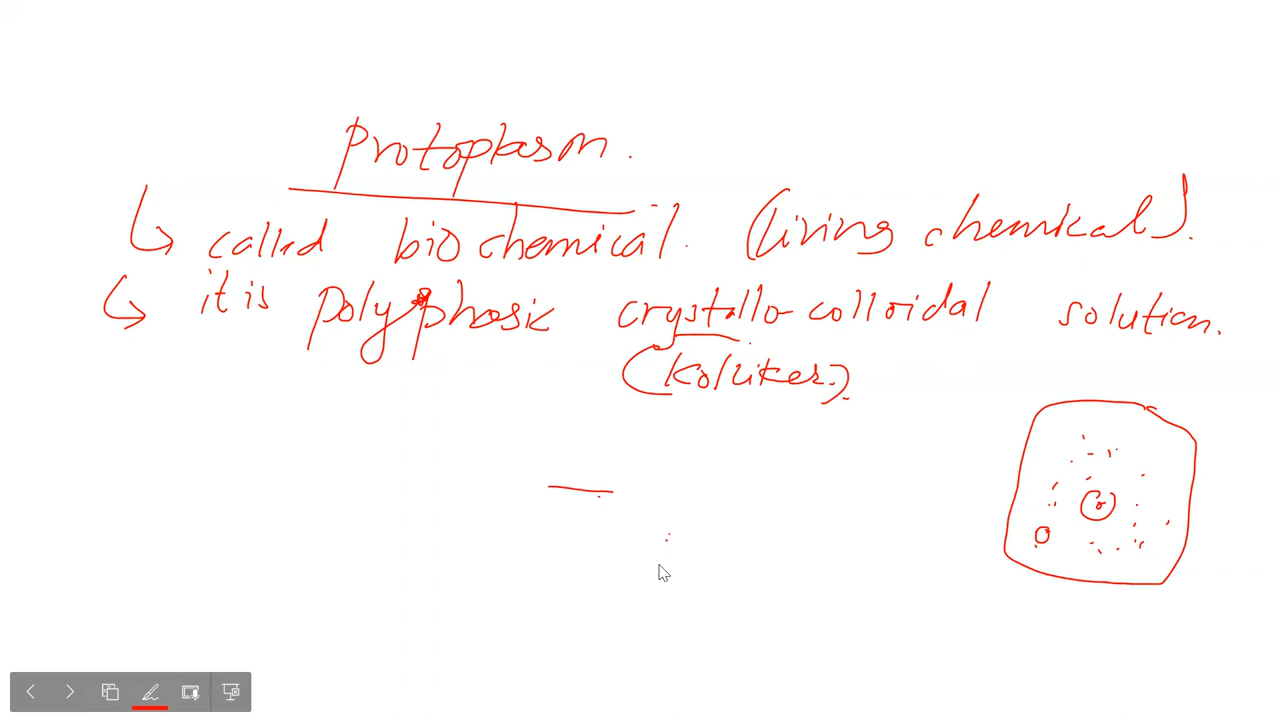 Protoplasm.
↳ called biochemical. (living chemical).
↳ it is polyphasic crystallo-colloidal solution.
(Kolliker).